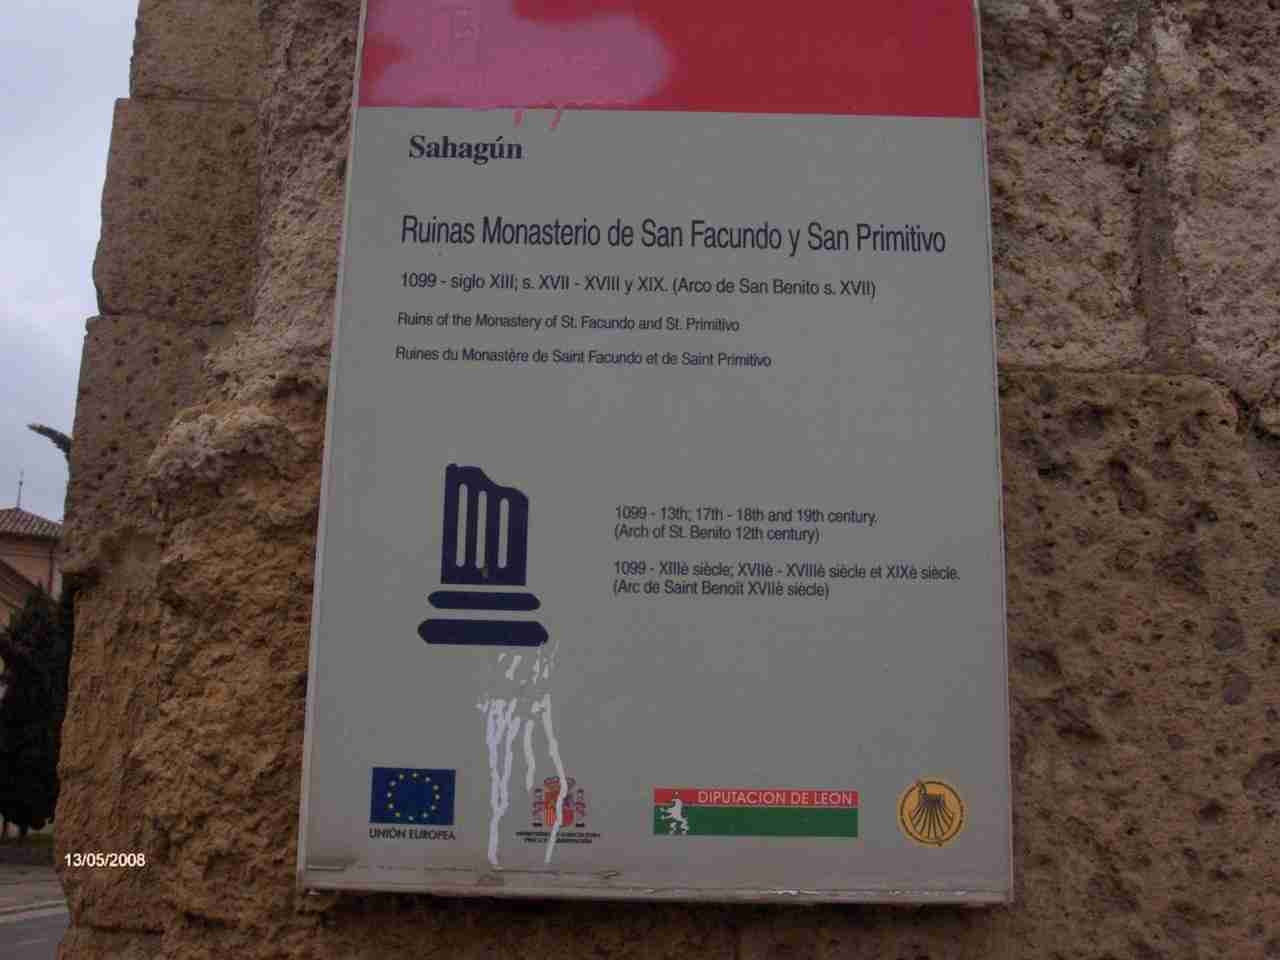 Sahagún
Ruinas Monasterio de San Facundo y San Primitivo
1099 - siglo XIII; s. XVII - XVIII y XIX. (Arco de San Benito s. XVII)
Ruins of the Monastery of St. Facundo and St. Primitivo
Ruines du Monastère de Saint Facundo et de Saint Primitivo
1099 - 13th; 17th - 18th and 19th century.
(Arch of St. Benito 12th century)
1099 - XIIIè siècle; XVIIè - XVIIIè siècle et XIXè siècle.
(Arc de Saint Benoît XVIIè siècle)
UNIÓN EUROPEA
DIPUTACION DE LEON
13/05/2008